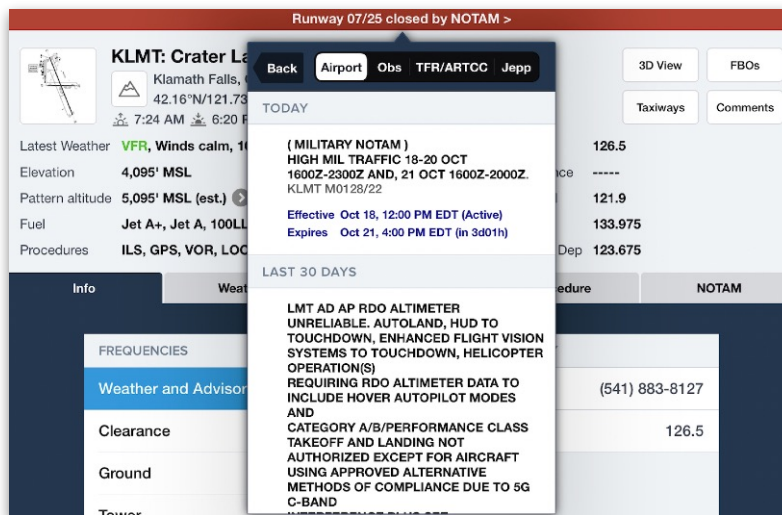 Runway 07/25 closed by NOTAM >
KLMT: Crater La
Klamath Falls,
42.16°N/121.73
7:24 AM 6:20
3D View
FBOs
Taxiways
Comments
Latest Weather VFR, Winds calm,
Elevation 4,095' MSL
Pattern altitude 5,095' MSL (est.)
Fuel Jet A+, Jet A, 100LL
Procedures ILS, GPS, VOR, LOC
126.5
-----
121.9
133.975
Dep 123.675
Back Airport Obs TFR/ARTCC Jepp
TODAY
( MILITARY NOTAM )
HIGH MIL TRAFFIC 18-20 OCT
1600Z-2300Z AND, 21 OCT 1600Z-2000Z.
KLMT M0128/22
Effective Oct 18, 12:00 PM EDT (Active)
Expires Oct 21, 4:00 PM EDT (in 3d01h)
LAST 30 DAYS
LMT AD AP RDO ALTIMETER
UNRELIABLE. AUTOLAND, HUD TO
TOUCHDOWN, ENHANCED FLIGHT VISION
SYSTEMS TO TOUCHDOWN, HELICOPTER
OPERATION(S)
REQUIRING RDO ALTIMETER DATA TO
INCLUDE HOVER AUTOPILOT MODES
AND
CATEGORY A/B/PERFORMANCE CLASS
TAKEOFF AND LANDING NOT
AUTHORIZED EXCEPT FOR AIRCRAFT
USING APPROVED ALTERNATIVE
METHODS OF COMPLIANCE DUE TO 5G
C-BAND
Info
Weat
edure
NOTAM
FREQUENCIES
Weather and Advisor
(541) 883-8127
Clearance
126.5
Ground
Tower